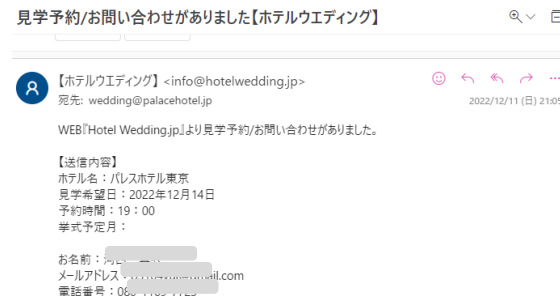 見学予約/お問い合わせがありました【ホテルウエディング】
【ホテルウエディング】 <info@hotelwedding.jp>
宛先: wedding@palacehotel.jp
2022/12/11 (日) 21:05
WEB『Hotel Wedding.jp』より見学予約/お問い合わせがありました。
【送信内容】
ホテル名：パレスホテル東京
見学希望日：2022年12月14日
予約時間：19：00
挙式予定月：
お名前：
メールアドレス：
電話番号：